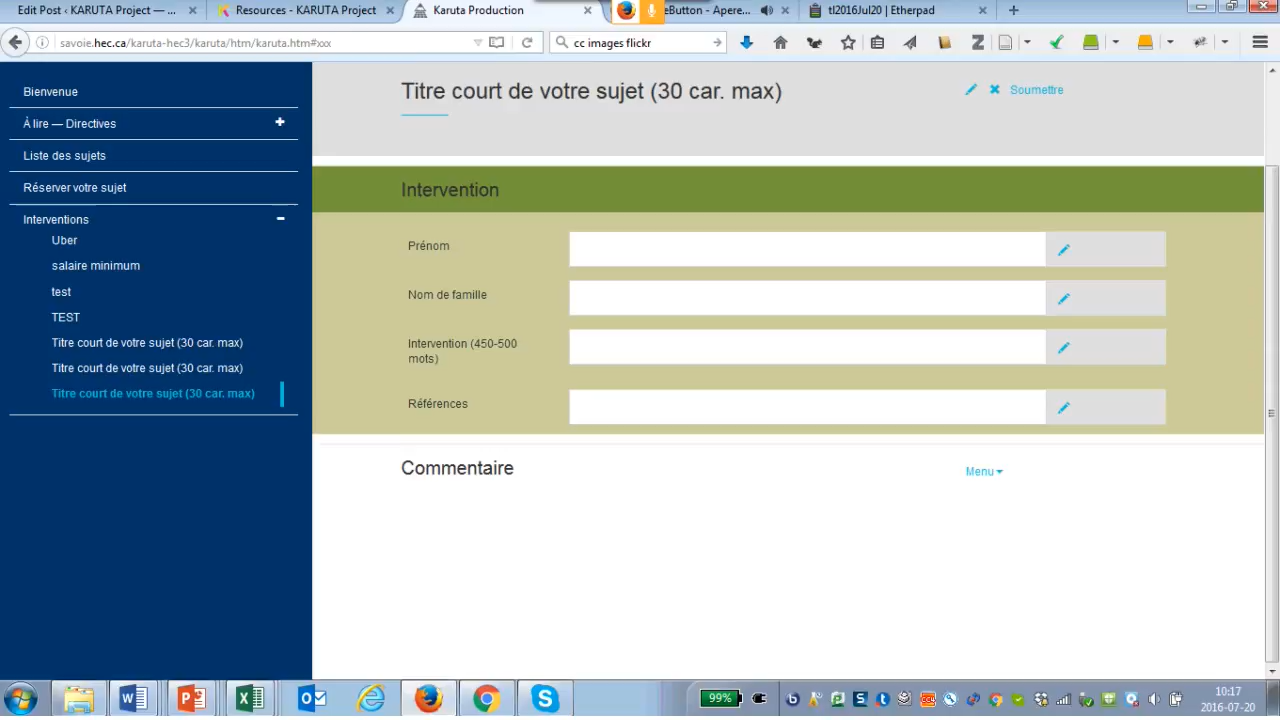 Edit Post ‹ KARUTA Project — ...
Resources - KARUTA Project
Karuta Production
eButton - Apere...
tl2016Jul20 | Etherpad
savoie.hec.ca/karuta-hec3/karuta/htm/karuta.htm#xxx
cc images flickr
Bienvenue
À lire — Directives
Liste des sujets
Réserver votre sujet
Interventions
Uber
salaire minimum
test
TEST
Titre court de votre sujet (30 car. max)
Titre court de votre sujet (30 car. max)
Titre court de votre sujet (30 car. max)
Titre court de votre sujet (30 car. max)
Soumettre
Intervention
Prénom
Nom de famille
Intervention (450-500
mots)
Références
Commentaire
Menu
99%
10:17
2016-07-20